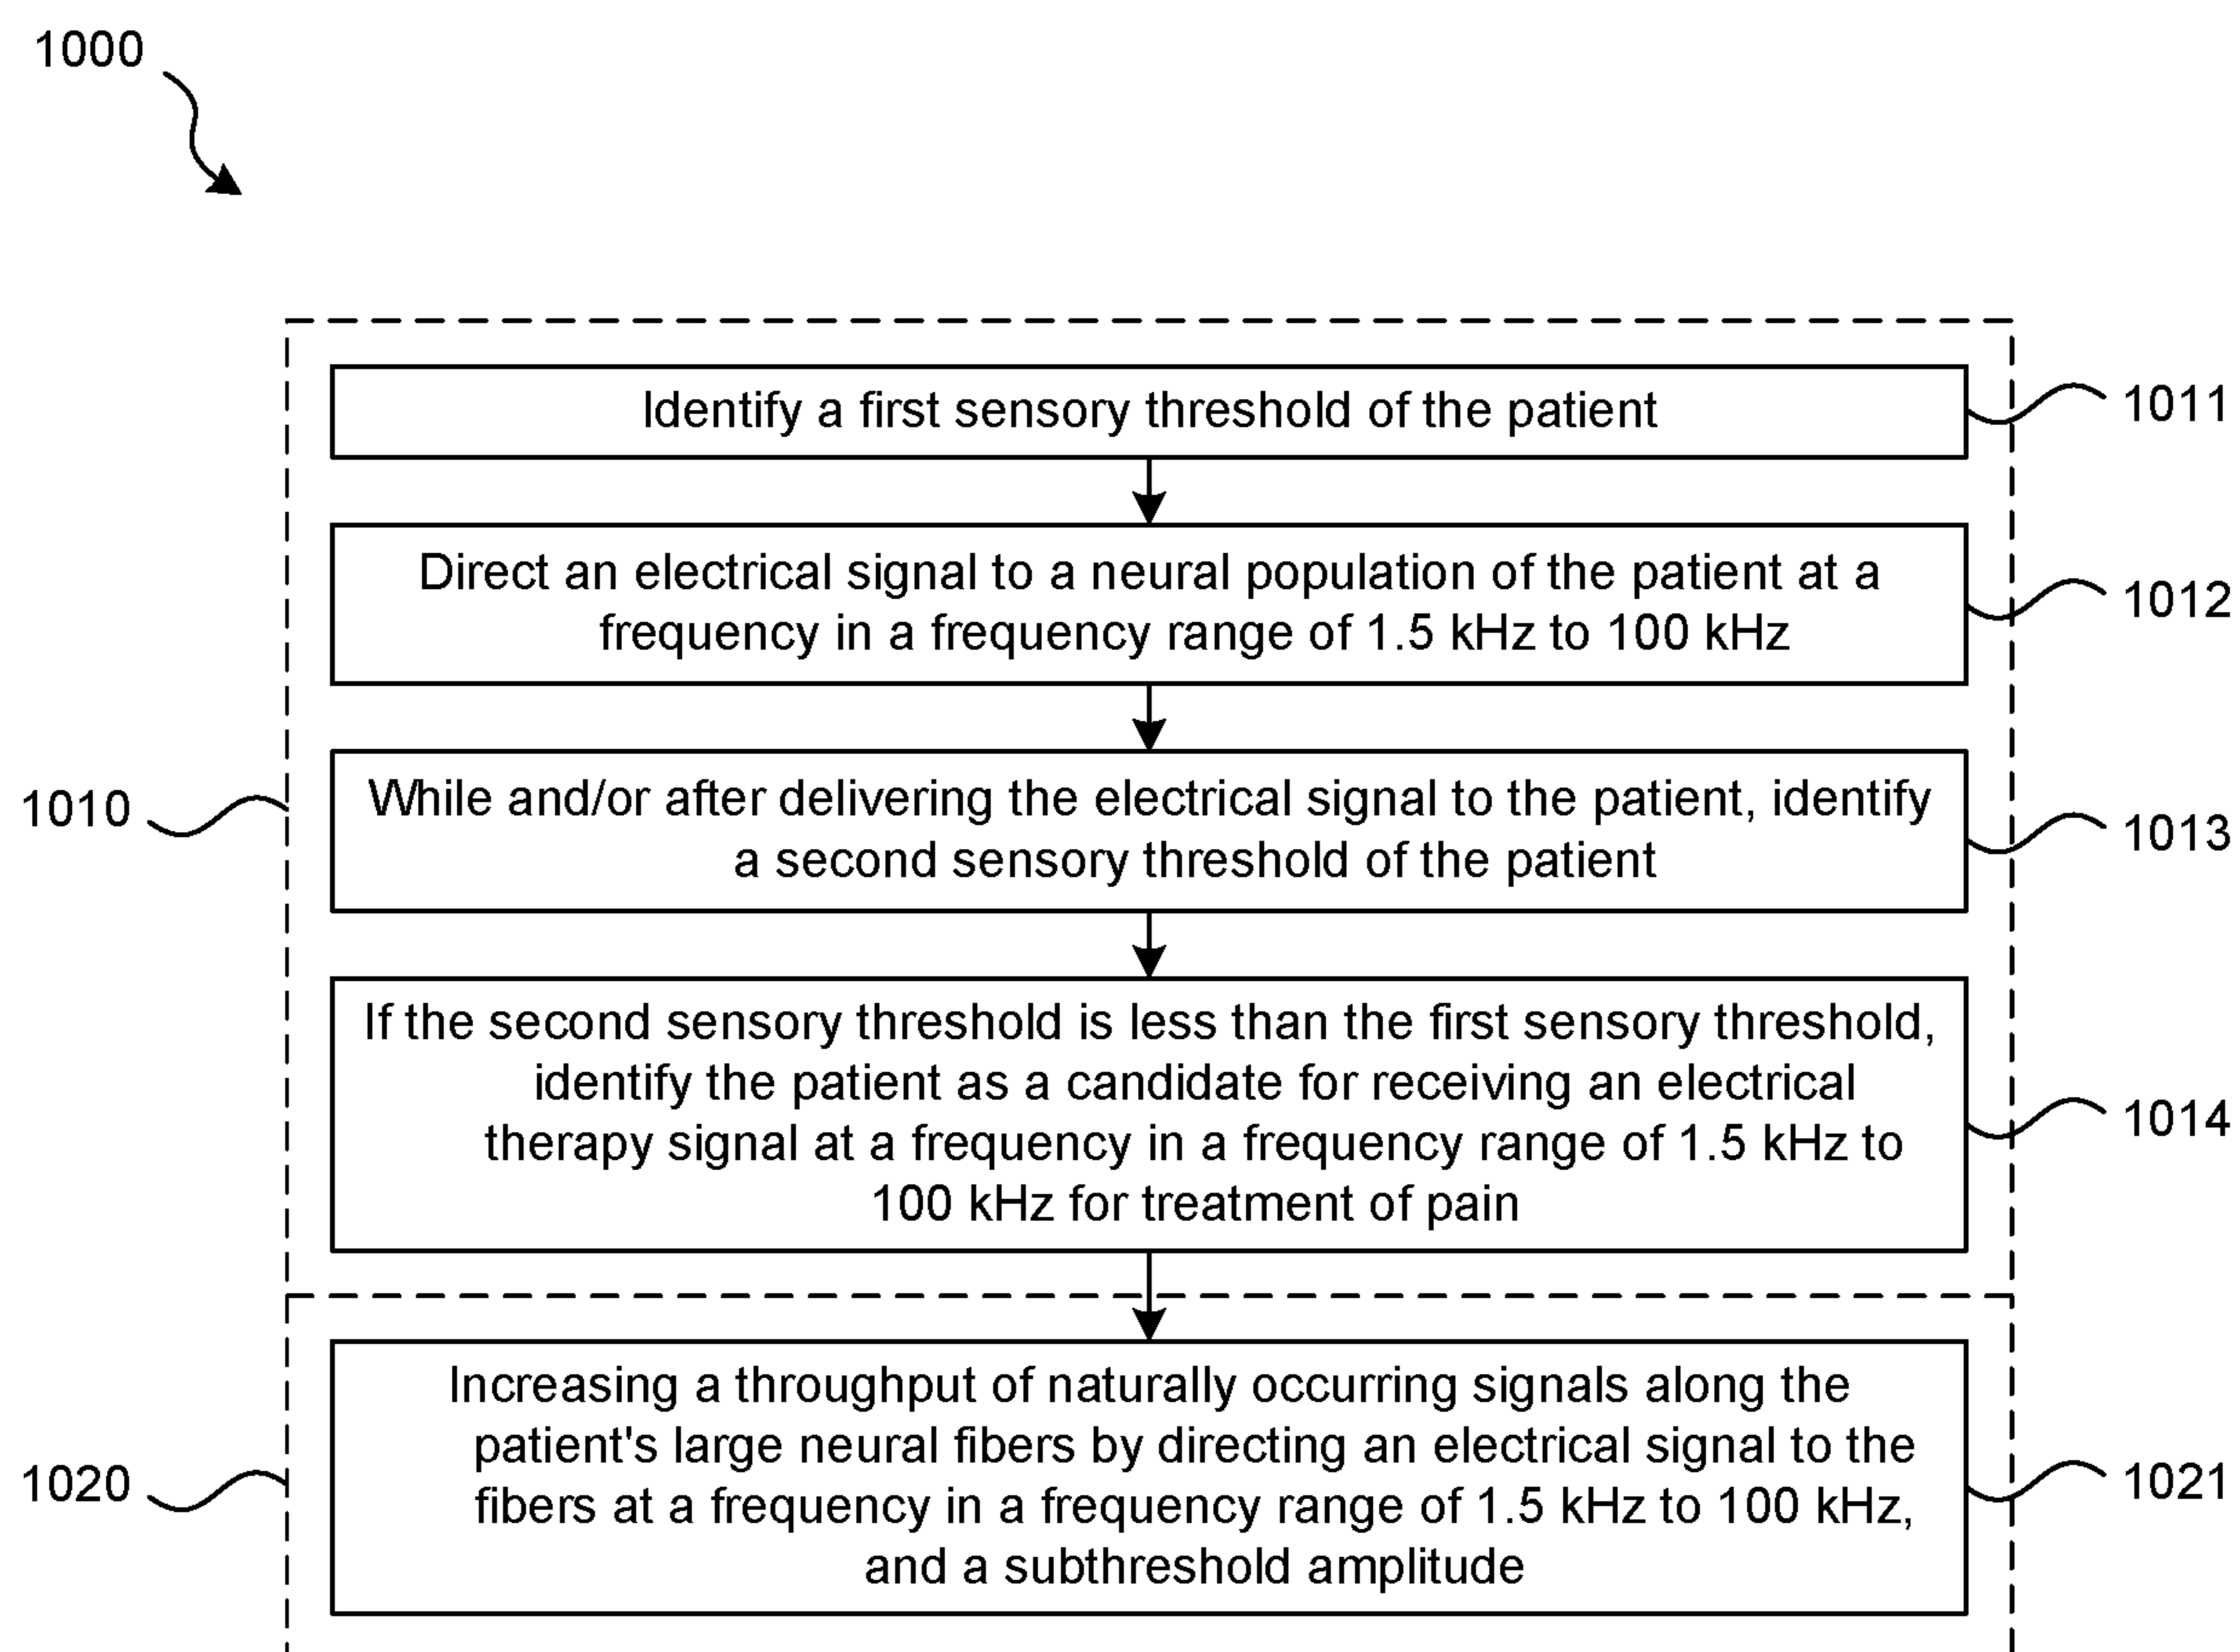 1000
Identify a first sensory threshold of the patient
1011
Direct an electrical signal to a neural population of the patient at a
frequency in a frequency range of 1.5 kHz to 100 kHz
1012
While and/or after delivering the electrical signal to the patient, identify
a second sensory threshold of the patient
1010
1013
If the second sensory threshold is less than the first sensory threshold,
identify the patient as a candidate for receiving an electrical
therapy signal at a frequency in a frequency range of 1.5 kHz to
100 kHz for treatment of pain
1014
Increasing a throughput of naturally occurring signals along the
patient's large neural fibers by directing an electrical signal to the
fibers at a frequency in a frequency range of 1.5 kHz to 100 kHz,
and a subthreshold amplitude
1020
1021